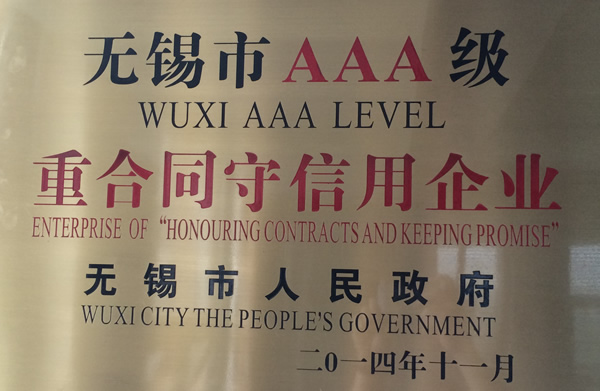 无锡市AAA级
WUXI AAA LEVEL
重合同守信用企业
ENTERPRISE OF "HONOURING CONTRACTS AND KEEPING PROMISE"
无锡市人民政府
WUXI CITY THE PEOPLE'S GOVERNMENT
二0一四年十一月